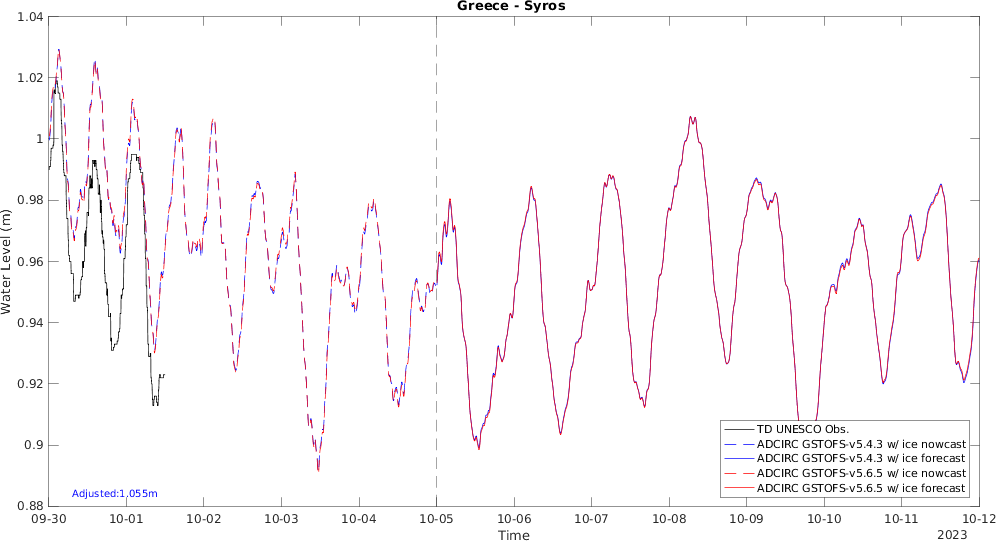 Greece - Syros
1.04
1.02
1
0.98
0.96
0.94
0.92
0.9
0.88
Water Level (m)
Adjusted:1.055m
TD UNESCO Obs.
ADCIRC GSTOFS-v5.4.3 w/ ice nowcast
ADCIRC GSTOFS-v5.4.3 w/ ice forecast
ADCIRC GSTOFS-v5.6.5 w/ ice nowcast
ADCIRC GSTOFS-v5.6.5 w/ ice forecast
09-30 10-01 10-02 10-03 10-04 10-05 10-06 10-07 10-08 10-09 10-10 10-11 10-12
Time
2023